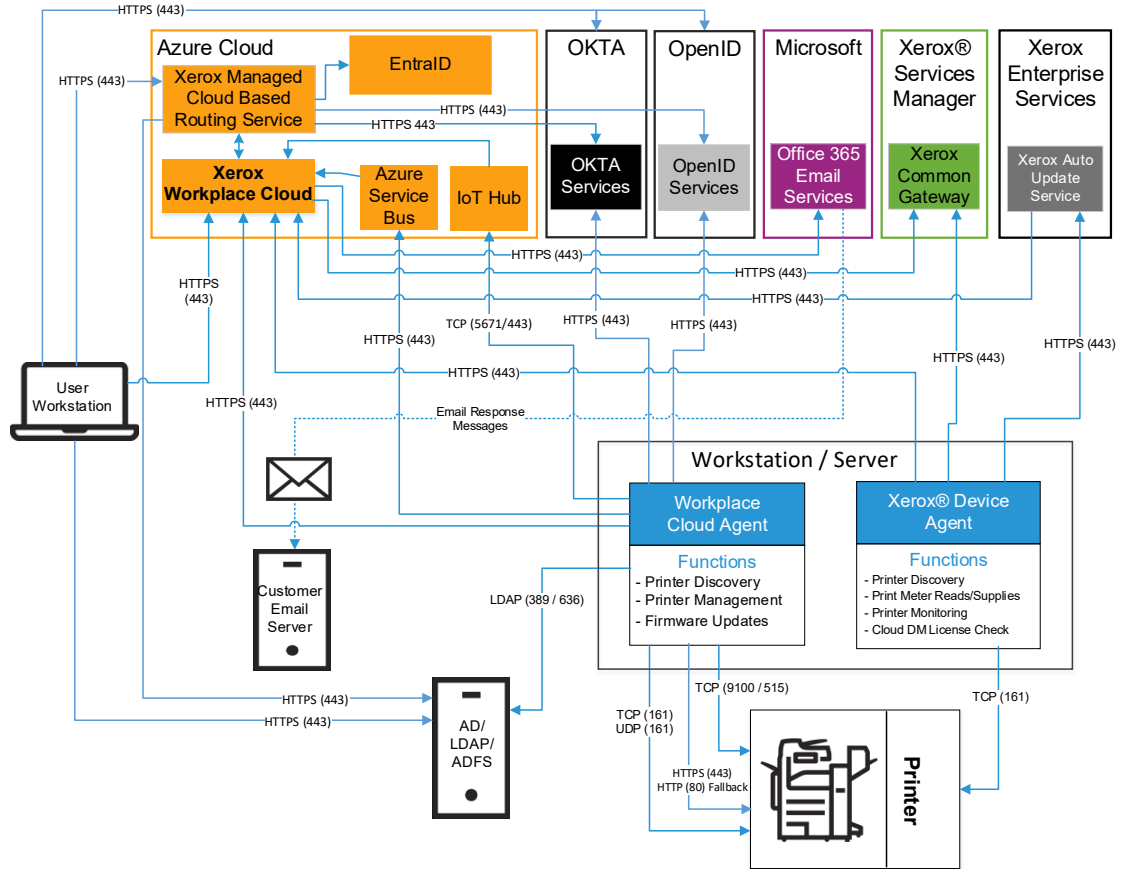 HTTPS (443)
Azure Cloud
EntraID
Xerox Managed
Cloud Based
Routing Service
HTTPS (443)
HTTPS (443)
HTTPS 443
Xerox
Workplace Cloud
Azure
Service
Bus
IoT Hub
OKTA
OKTA
Services
OpenID
OpenID
Services
Microsoft
Office 365
Email
Services
Xerox®
Services
Manager
Xerox
Common
Gateway
Xerox
Enterprise
Services
Xerox Auto
Update
Service
HTTPS (443)
HTTPS (443)
HTTPS
(443)
HTTPS (443)
TCP (5671/443)
HTTPS (443)
HTTPS (443)
HTTPS (443)
HTTPS (443)
HTTPS (443)
HTTPS (443)
HTTPS (443)
User
Workstation
Email Response
Messages
Workstation / Server
Workplace
Cloud Agent
Functions
- Printer Discovery
- Printer Management
- Firmware Updates
Xerox® Device
Agent
Functions
- Printer Discovery
- Print Meter Reads/Supplies
- Printer Monitoring
- Cloud DM License Check
Customer
Email
Server
LDAP (389 / 636)
HTTPS (443)
HTTPS (443)
AD/
LDAP/
ADFS
TCP (9100 / 515)
TCP (161)
UDP (161)
TCP (161)
HTTPS (443)
HTTP (80) Fallback
Printer